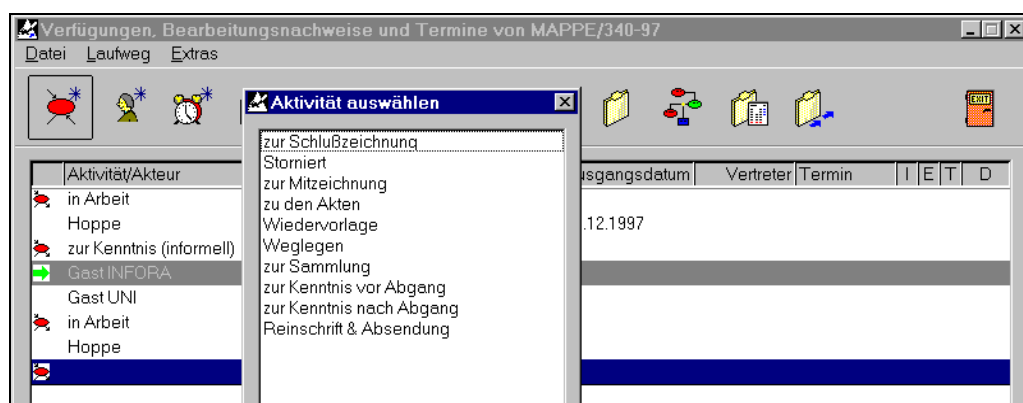 Verfügungen, Bearbeitungsnachweise und Termine von MAPPE/340-97
Datei Laufweg Extras
EXIT
Aktivität auswählen
zur Schlußzeichnung
Storniert
zur Mitzeichnung
zu den Akten
Wiedervorlage
Weglegen
zur Sammlung
zur Kenntnis vor Abgang
zur Kenntnis nach Abgang
Reinschrift & Absendung
Aktivität/Akteur usgangsdatum Vertreter Termin I E T D
in Arbeit
Hoppe .12.1997
zur Kenntnis (informell)
Gast INFORA
Gast UNI
in Arbeit
Hoppe